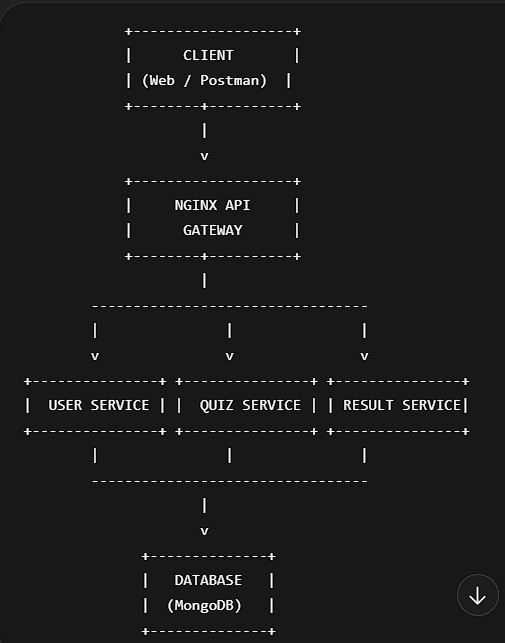 +-------------------+
|      CLIENT       |
| (Web / Postman)  |
+--------+----------+
|
v
+-------------------+
|     NGINX API     |
|      GATEWAY      |
+--------+----------+
|
---------------------------------
|               |               |
v               v               v
+---------------+ +---------------+ +---------------+
|  USER SERVICE | |  QUIZ SERVICE | | RESULT SERVICE|
+---------------+ +---------------+ +---------------+
|               |               |
---------------------------------
|
v
+--------------+
|   DATABASE   |
|  (MongoDB)   |
+--------------+